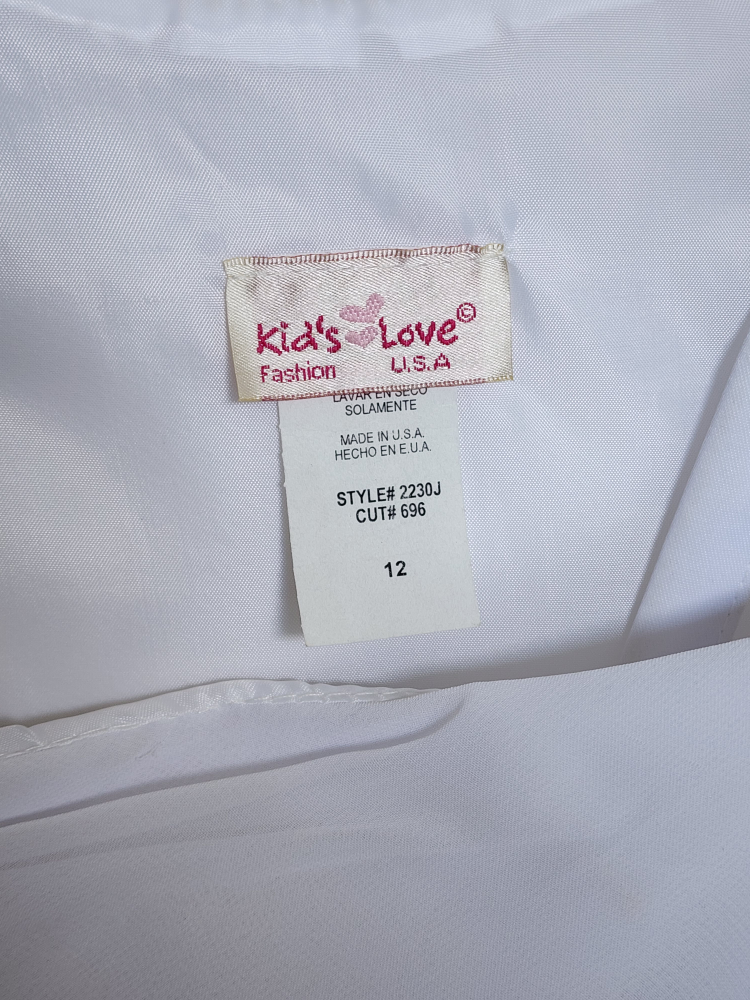 Kid's Love©
Fashion U.S.A
LAVAR EN SECO
SOLAMENTE
MADE IN U.S.A.
HECHO EN E.U.A.
STYLE# 2230J
CUT# 696
12